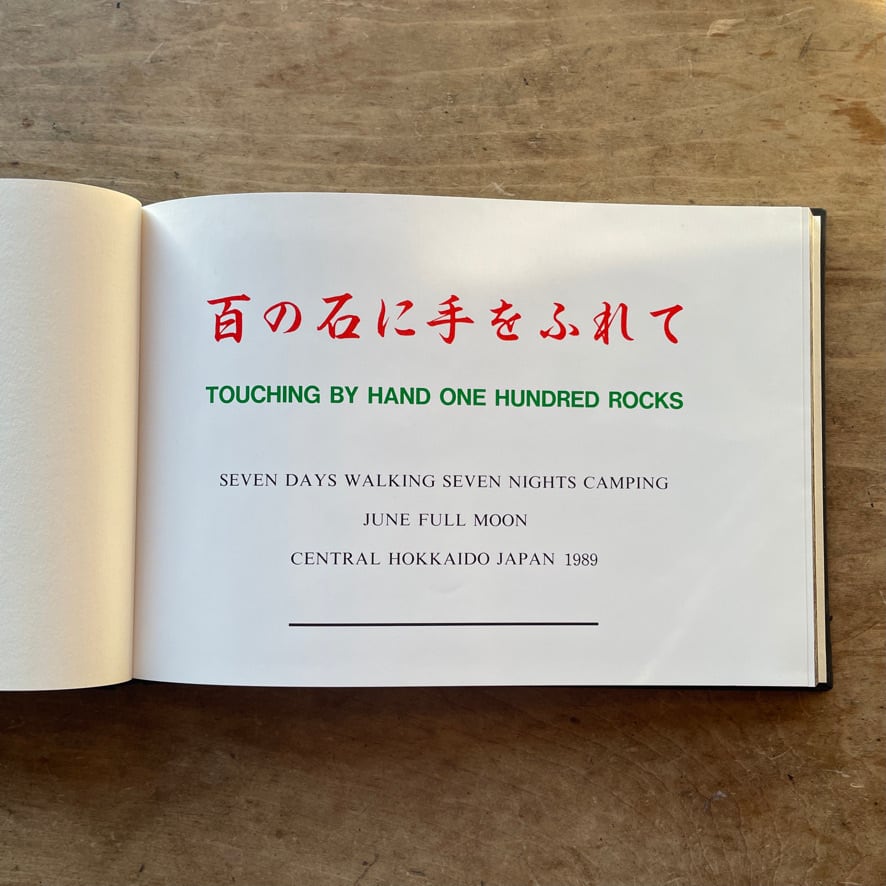 百の石に手をふれて
TOUCHING BY HAND ONE HUNDRED ROCKS
SEVEN DAYS WALKING SEVEN NIGHTS CAMPING
JUNE FULL MOON
CENTRAL HOKKAIDO JAPAN 1989